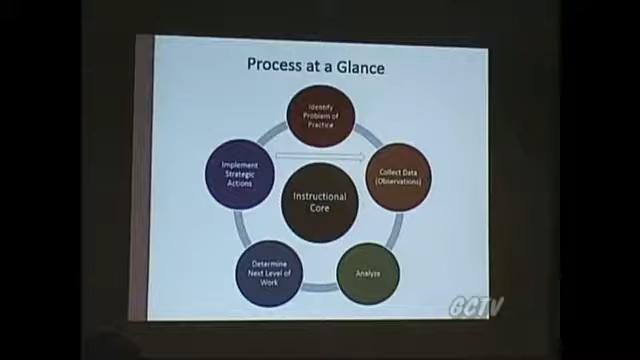 Process at a Glance
Identify
Problem of
Practice
Implement
Strategic
Actions
Collect Data
(Observations)
Instructional
Core
Determine
Next Level of
Work
Analyze
GCTV